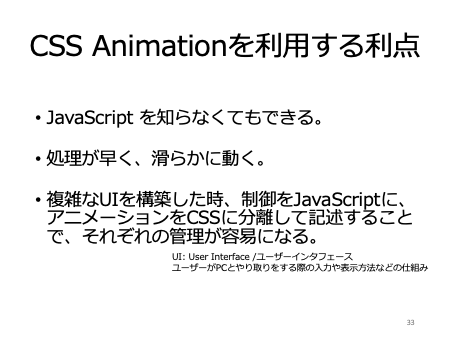 CSS Animationを利用する利点
• JavaScript を知らなくてもできる。
• 処理が早く、滑らかに動く。
• 複雑なUIを構築した時、制御をJavaScriptに、
アニメーションをCSSに分離して記述すること
で、それぞれの管理が容易になる。
UI: User Interface /ユーザーインタフェース
ユーザーがPCとやり取りをする際の入力や表示方法などの仕組み
33